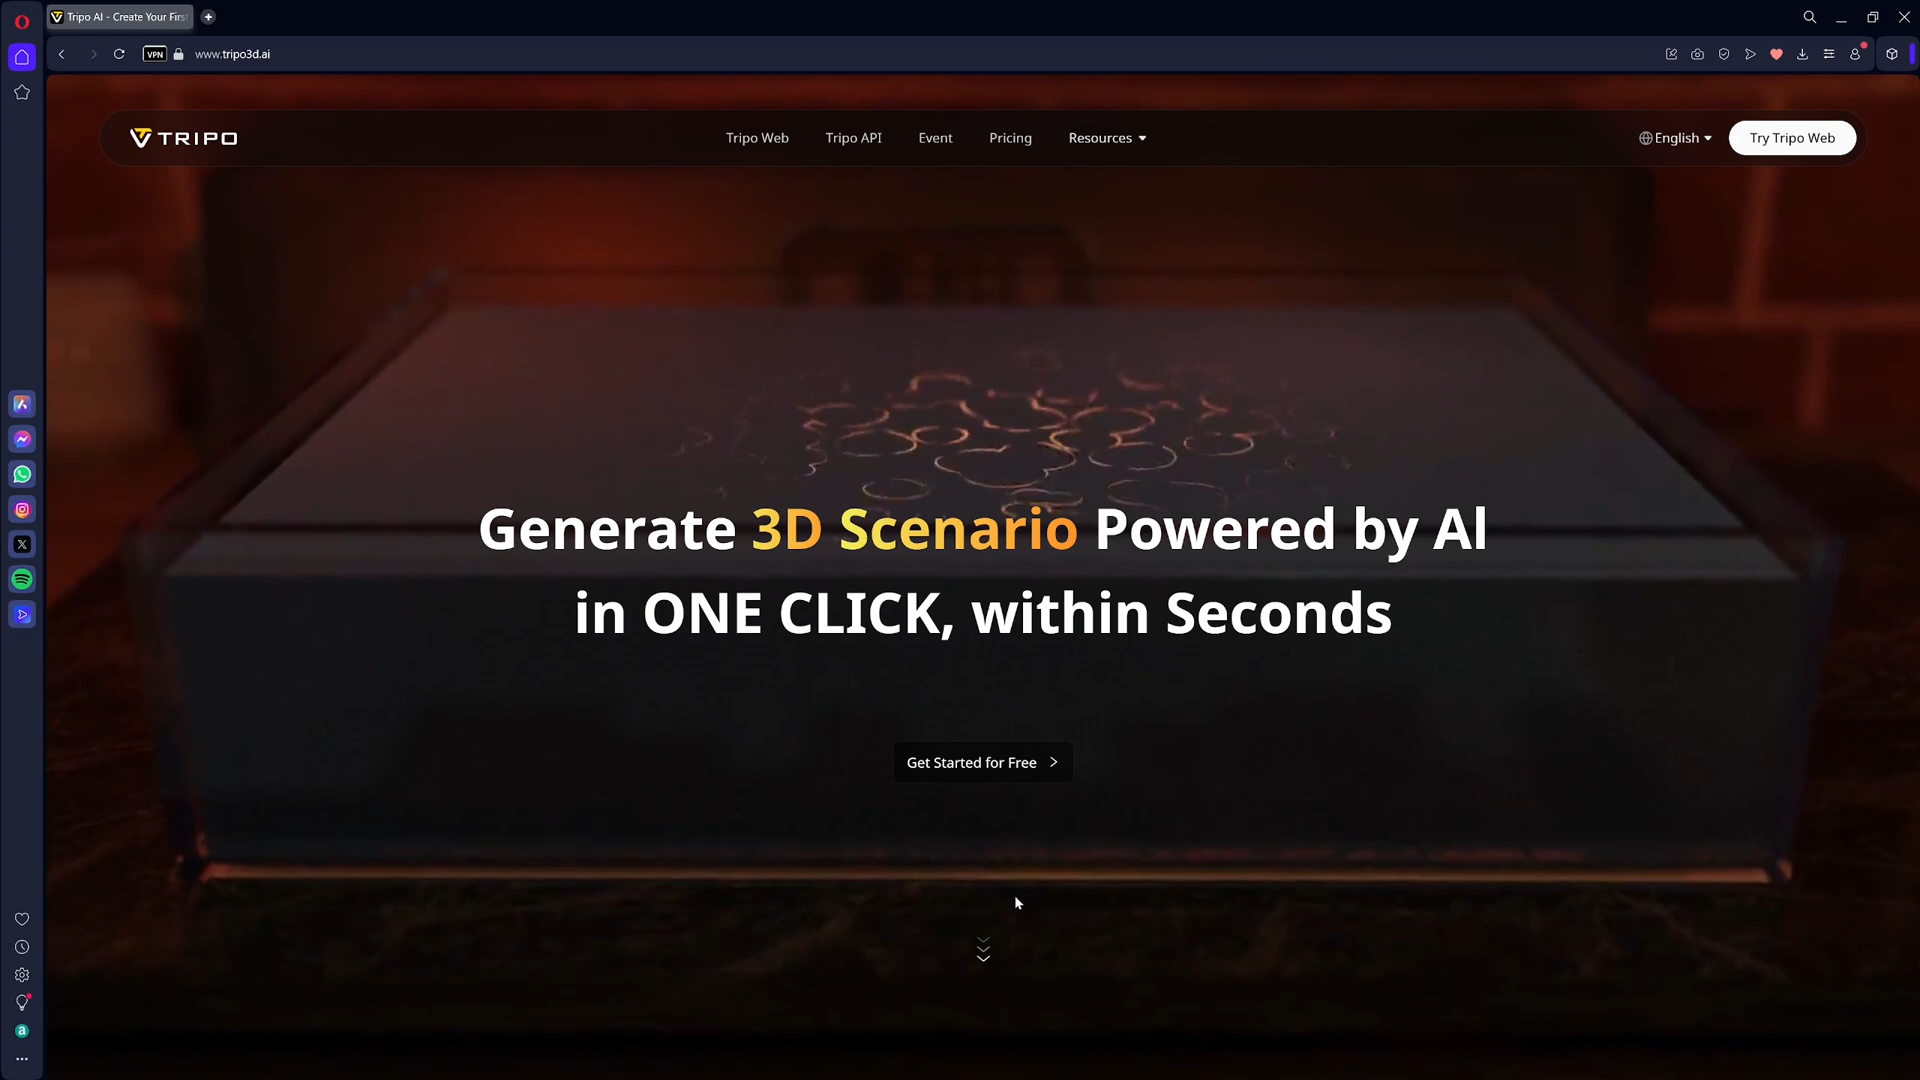 Tripo AI - Create Your Firs
VPN
www.tripo3d.ai
TRIPO
Tripo Web
Tripo API
Event
Pricing
Resources
English
Try Tripo Web
Generate 3D Scenario Powered by AI
in ONE CLICK, within Seconds
Get Started for Free